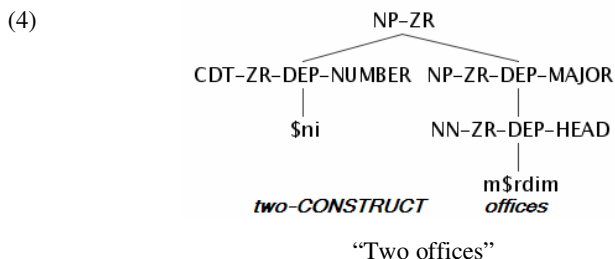 (4)
NP-ZR
CDT-ZR-DEP-NUMBER NP-ZR-DEP-MAJOR
$ni NN-ZR-DEP-HEAD
m$rdim
two-CONSTRUCT offices
“Two offices”